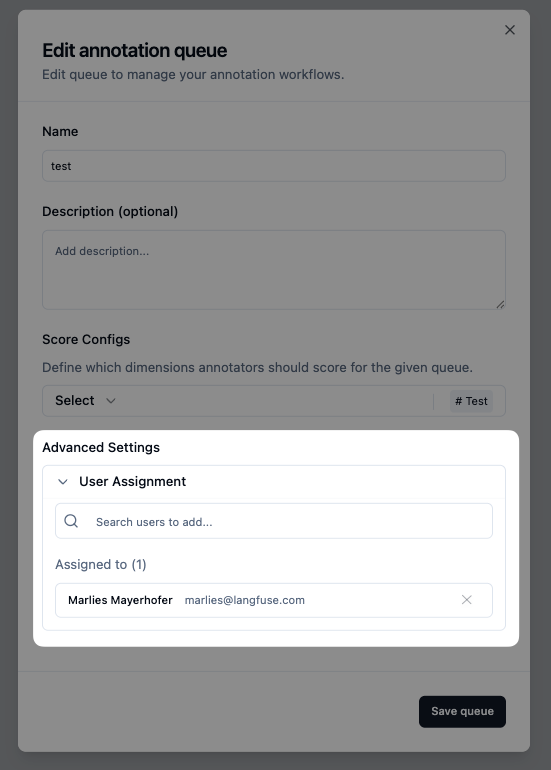 Edit annotation queue
Edit queue to manage your annotation workflows.
Name
test
Description (optional)
Add description...
Score Configs
Define which dimensions annotators should score for the given queue.
Select # Test
Advanced Settings
User Assignment
Search users to add...
Assigned to (1)
Marlies Mayerhofer marlies@langfuse.com
Save queue